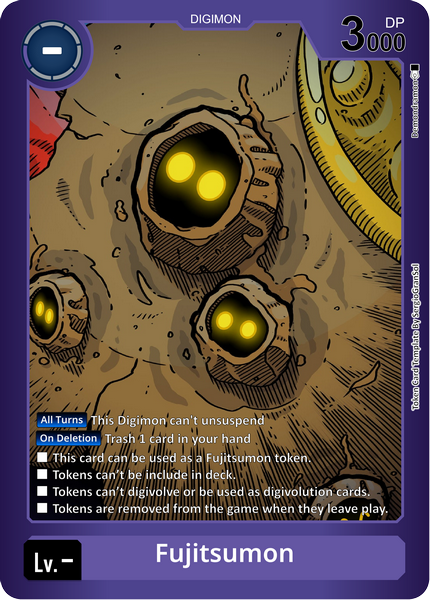 DIGIMON
-
3000
DP
Demondramon@
All Turns This Digimon can't unsuspend
On Deletion Trash 1 card in your hand
This card can be used as a Fujitsumon token.
Tokens can't be include in deck.
Tokens can't digivolve or be used as digivolution cards.
Tokens are removed from the game when they leave play.
Token Card Template By SergioGranSol
Lv.-
Fujitsumon